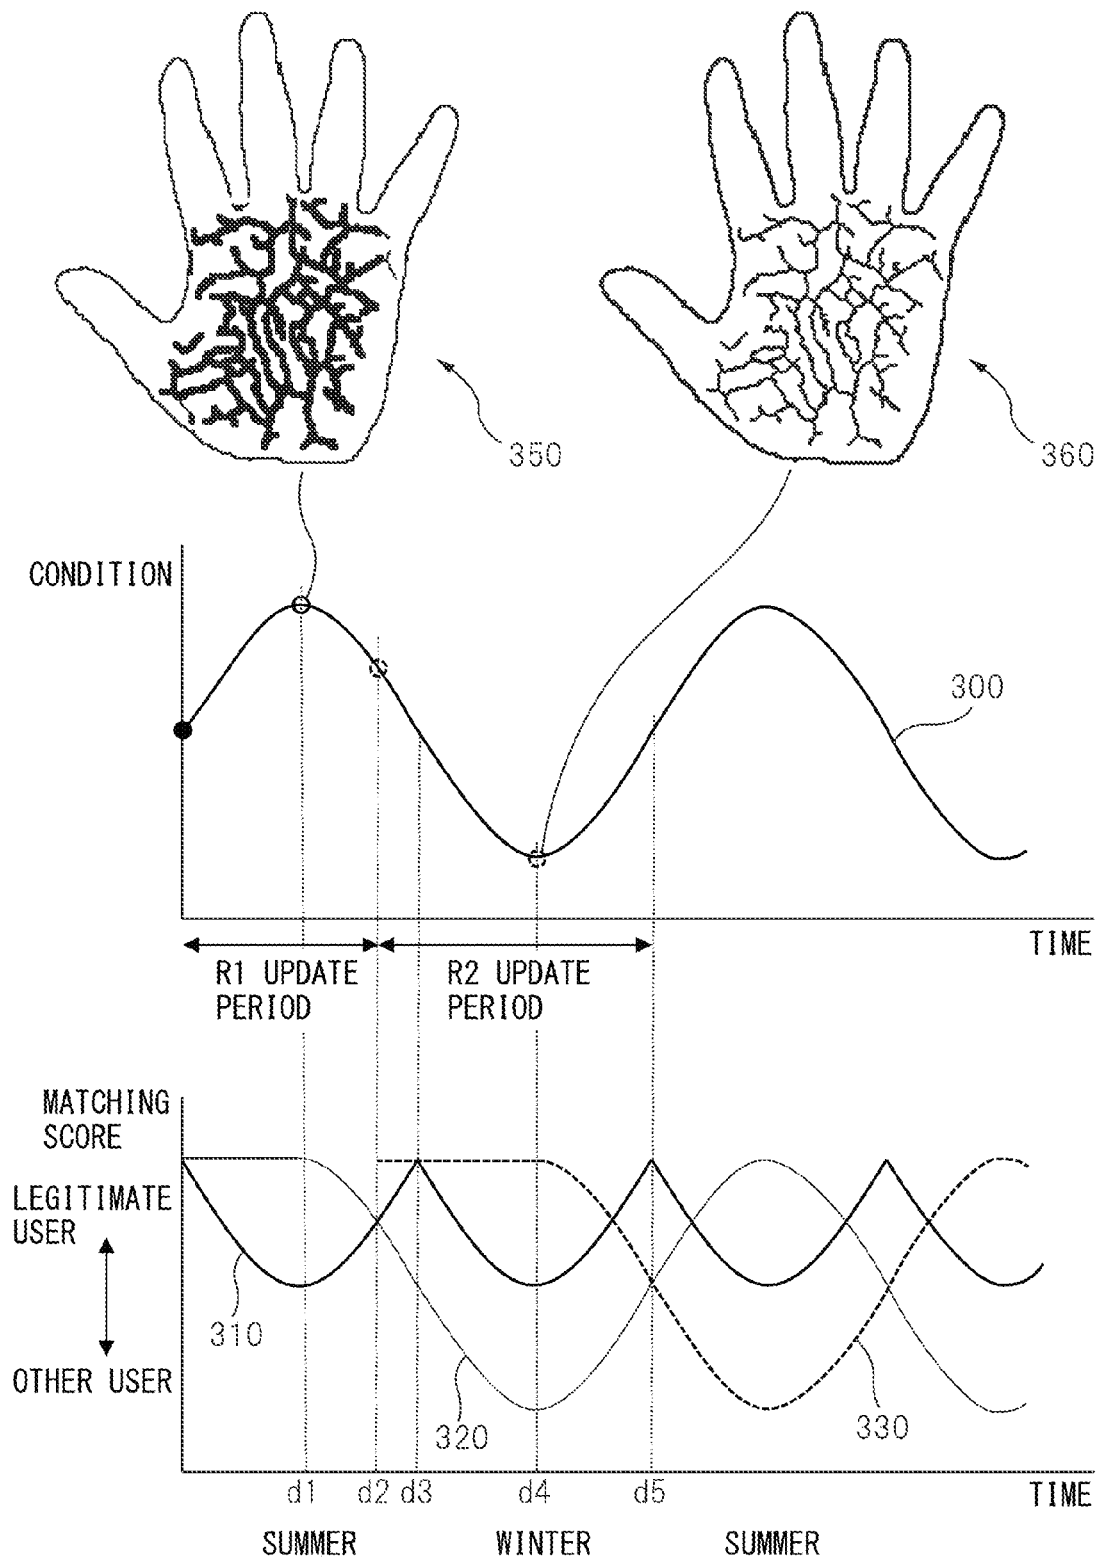 350
360
CONDITION
300
TIME
R1 UPDATE
PERIOD
R2 UPDATE
PERIOD
MATCHING
SCORE
LEGITIMATE
USER
310
OTHER USER
320
330
d1
d2
d3
d4
d5
TIME
SUMMER
WINTER
SUMMER